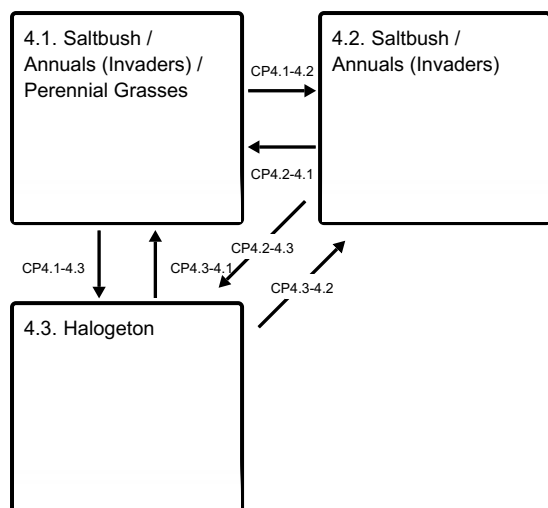 4.1. Saltbush /
Annuals (Invaders) /
Perennial Grasses
CP4.1-4.2
4.2. Saltbush /
Annuals (Invaders)
CP4.2-4.1
CP4.1-4.3
CP4.3-4.1
CP4.2-4.3
CP4.3-4.2
4.3. Halogeton